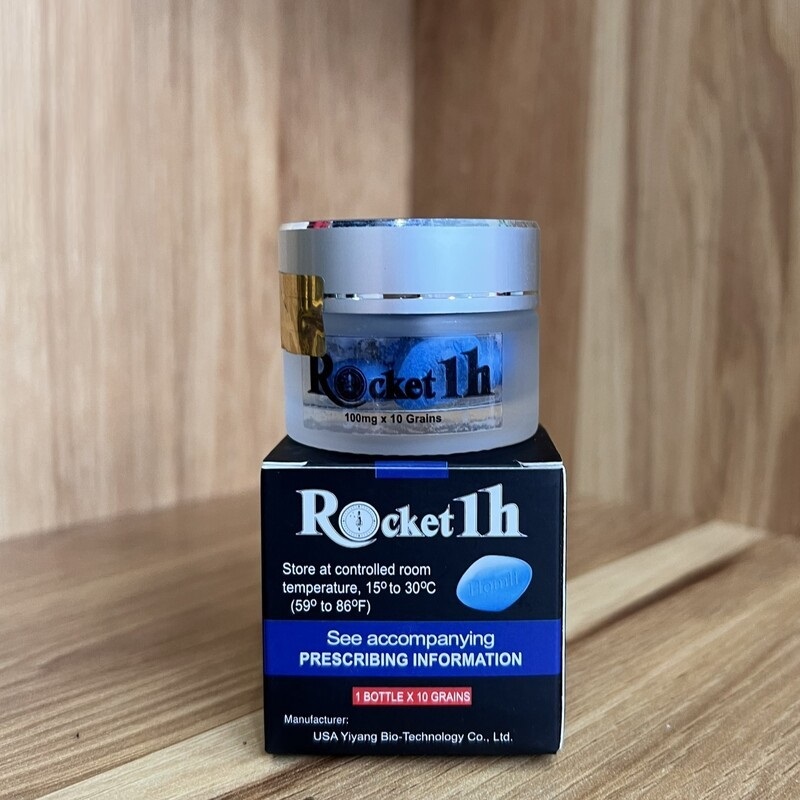 Rocket 1h
100mg x 10 Grains
Rocket 1h
Store at controlled room
temperature, 15º to 30ºC
(59º to 86ºF)
See accompanying
PRESCRIBING INFORMATION
1 BOTTLE X 10 GRAINS
Manufacturer:
USA Yiyang Bio-Technology Co., Ltd.